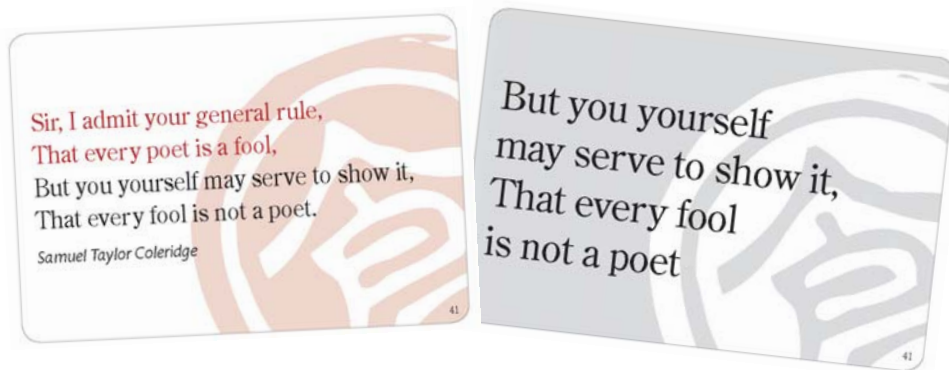 Sir, I admit your general rule,
That every poet is a fool,
But you yourself may serve to show it,
That every fool is not a poet.
Samuel Taylor Coleridge
41
But you yourself
may serve to show it,
That every fool
is not a poet
41